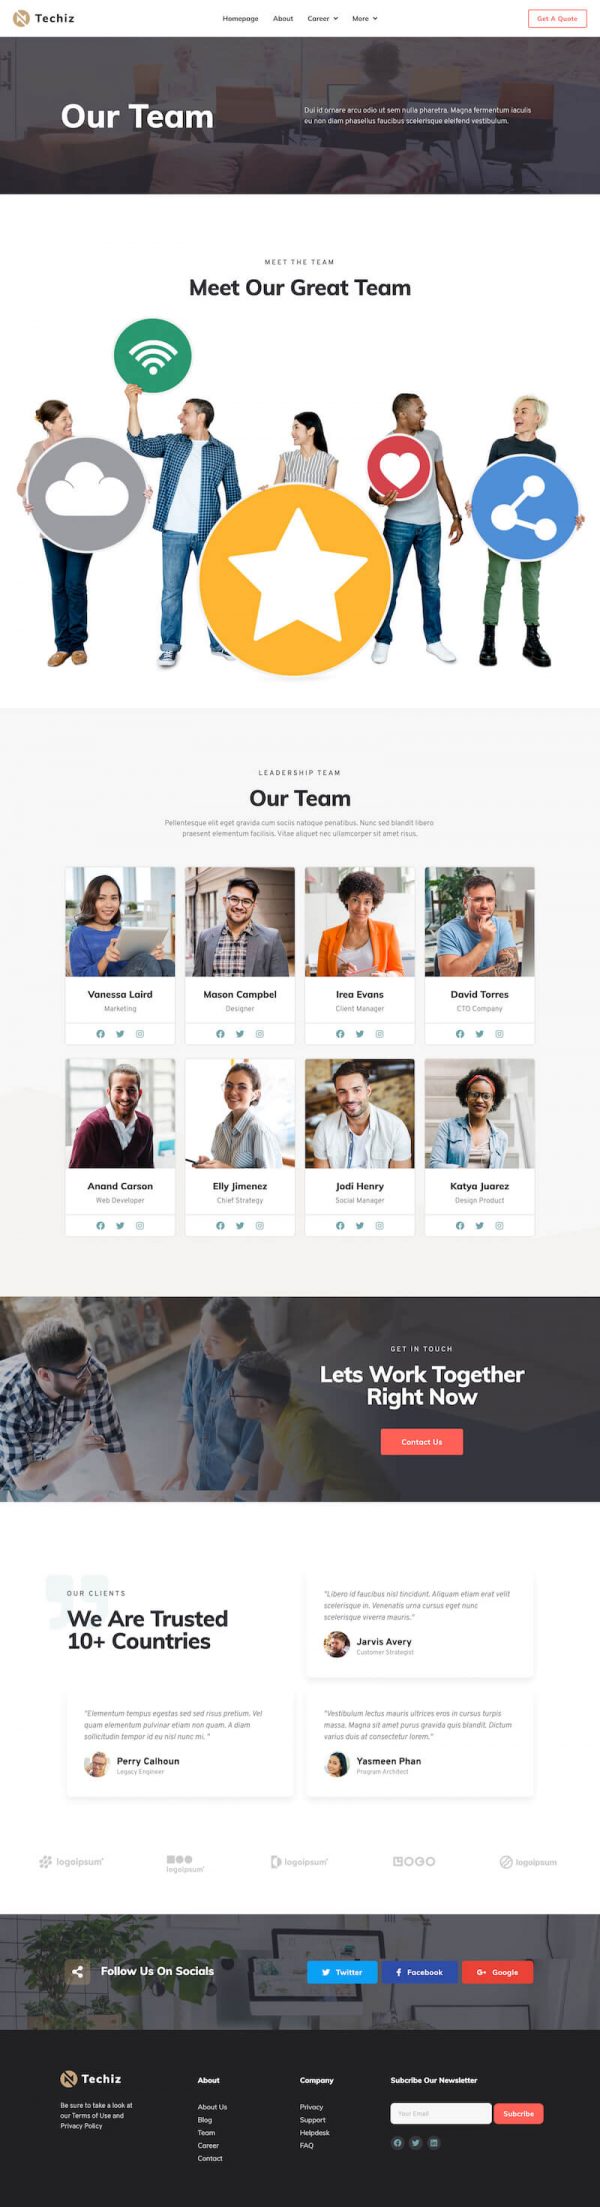 Techiz
Homepage About Career More
Get A Quote
Our Team
Dui id ornare arcu odio ut sem nulla pharetra. Magna fermentum iaculis
eu non diam phasellus faucibus scelerisque eleifend vestibulum.
MEET THE TEAM
Meet Our Great Team
LEADERSHIP TEAM
Our Team
Pellentesque elit eget gravida cum sociis natoque penatibus. Nunc sed blandit libero
praesent elementum facilisis. Vitae aliquet nec ullamcorper sit amet risus.
Vanessa Laird
Marketing
Mason Campbel
Designer
Irea Evans
Client Manager
David Torres
CTO Company
Anand Carson
Web Developer
Elly Jimenez
Chief Strategy
Jodi Henry
Social Manager
Katya Juarez
Design Product
GET IN TOUCH
Lets Work Together
Right Now
Contact Us
OUR CLIENTS
We Are Trusted
10+ Countries
"Libero id faucibus nisl tincidunt. Aliquam etiam erat velit
scelerisque in. Venenatis urna cursus eget nunc
scelerisque viverra mauris."
Jarvis Avery
Customer Strategist
"Elementum tempus egestas sed sed risus pretium. Vel
quam elementum pulvinar etiam non quam. A diam
sollicitudin tempor id eu nisl nunc mi. "
Perry Calhoun
Legacy Engineer
"Vestibulum lectus mauris ultrices eros in cursus turpis
massa. Magna sit amet purus gravida quis blandit. Dictum
varius duis at consectetur lorem."
Yasmeen Phan
Program Architect
logoipsum
logoipsum
logoipsum
LOGO
logoipsum
Follow Us On Socials
Twitter
Facebook
Google
Techiz
Be sure to take a look at
our Terms of Use and
Privacy Policy
About
About Us
Blog
Team
Career
Contact
Company
Privacy
Support
Helpdesk
FAQ
Subcribe Our Newsletter
Your Email
Subcribe